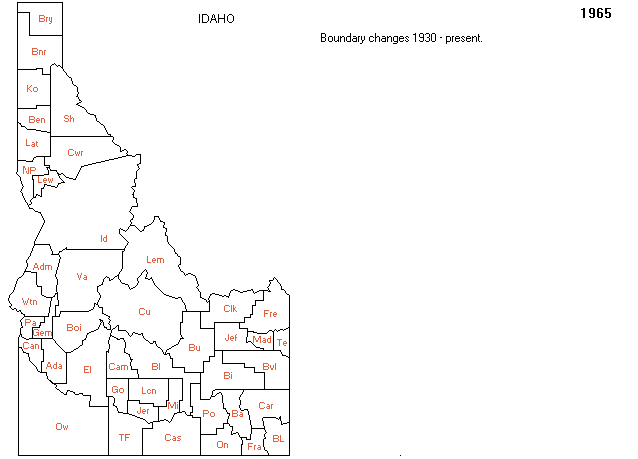 1965
IDAHO
Boundary changes 1930 - present.
Bry
Bnr
Ko
Ben
Sh
Lat
Cwr
NP
Lew
Id
Adm
Lem
Va
Wtn
Cu
Clk
Fre
Pa
Gem
Boi
Can
Bu
Jef
Mad
Te
Ada
El
Cam
Bl
Bi
Bvl
Go
Lcn
Jer
Mi
Po
Ba
Car
Ow
TF
Cas
On
Fra
BL